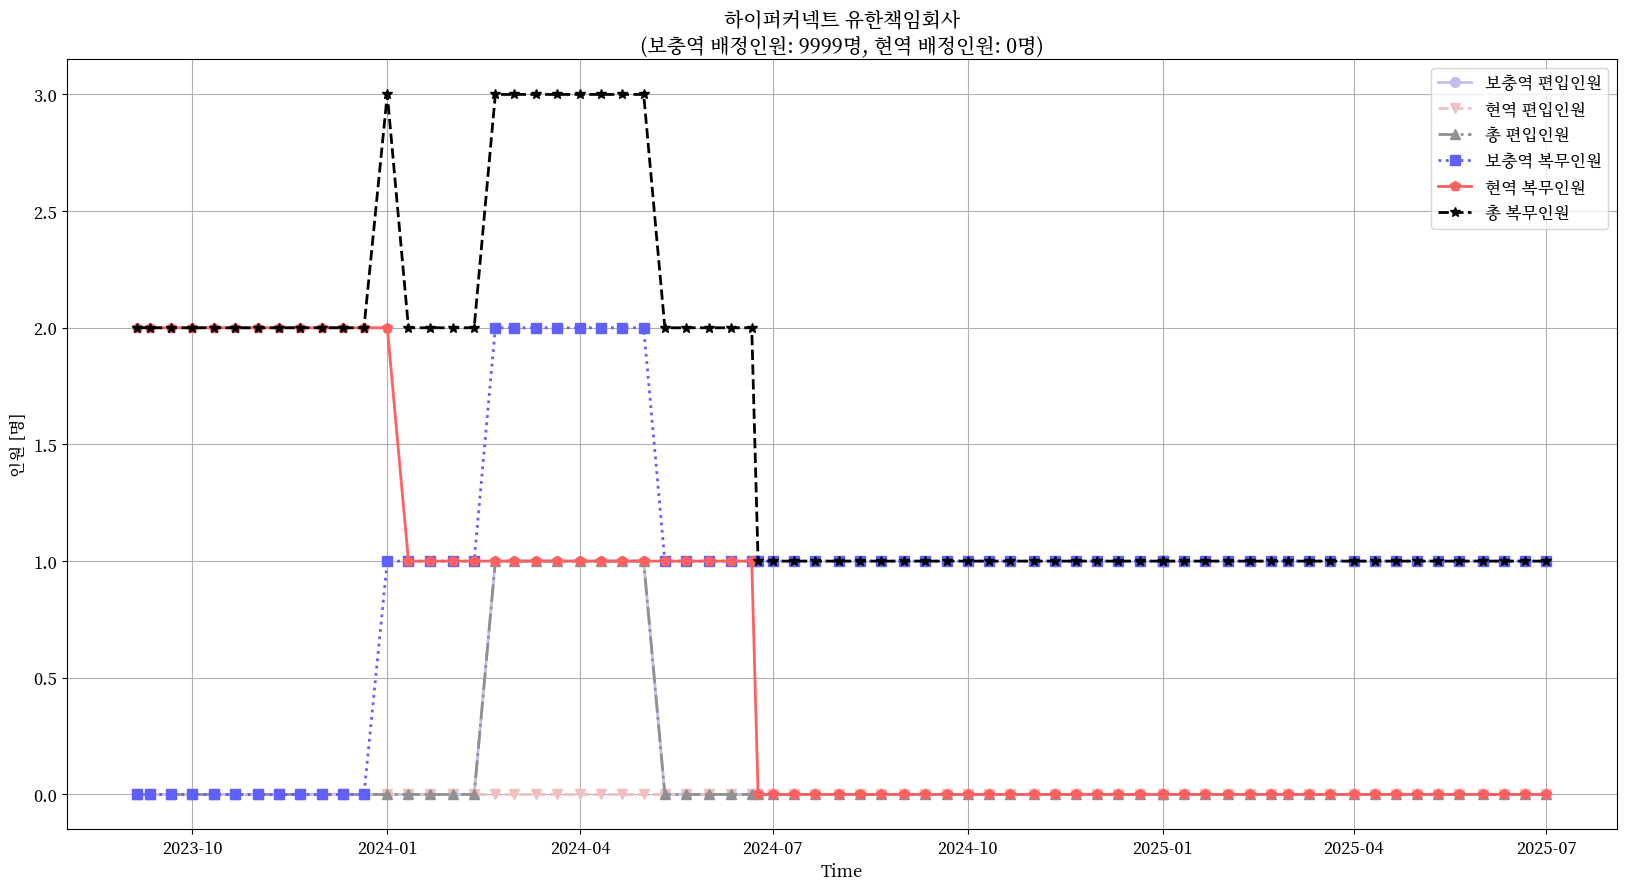 하이퍼커넥트 유한책임회사
(보충역 배정인원: 9999명, 현역 배정인원: 0명)
보충역 편입인원
현역 편입인원
총 편입인원
보충역 복무인원
현역 복무인원
총 복무인원
인원 [명]
3.0
2.5
2.0
1.5
1.0
0.5
0.0
2023-10
2024-01
2024-04
2024-07
2024-10
2025-01
2025-04
2025-07
Time